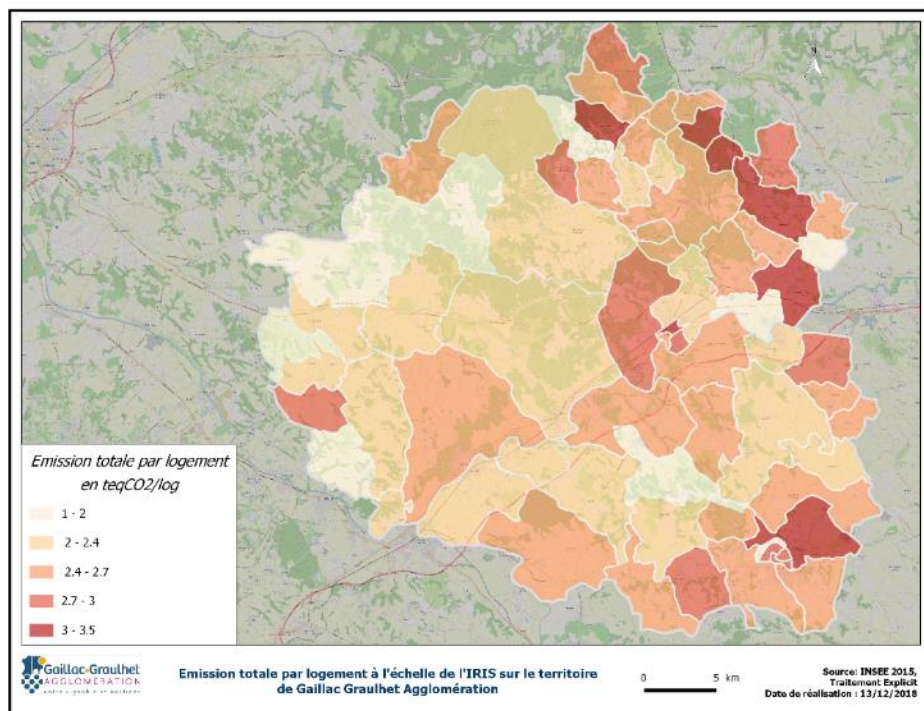 N
Emission totale par logement
en teqCO2/log
1 - 2
2 - 2.4
2.4 - 2.7
2.7 - 3
3 - 3.5
Gaillac-Graulhet
AGGLOMÉRATION
Emission totale par logement à l'échelle de l'IRIS sur le territoire
de Gaillac Graulhet Agglomération
0 5 km
Source: INSEE 2015,
Traitement Explicit
Date de réalisation : 13/12/2018